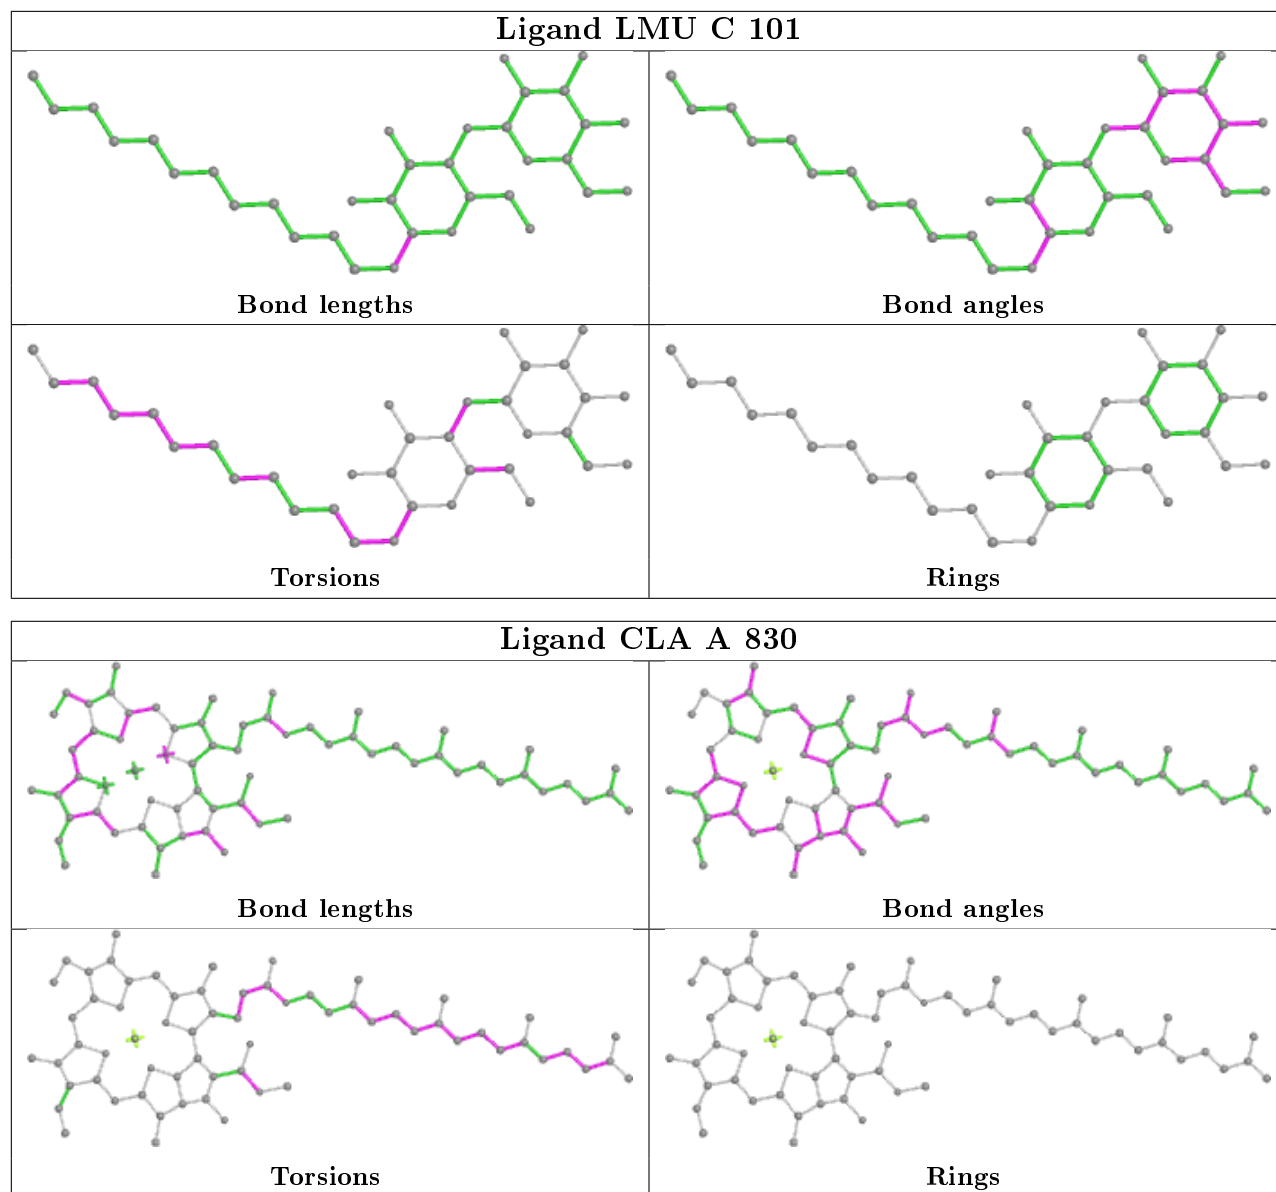 Ligand LMU C 101
Bond lengths
Bond angles
Torsions
Rings
Ligand CLA A 830
Bond lengths
Bond angles
Torsions
Rings